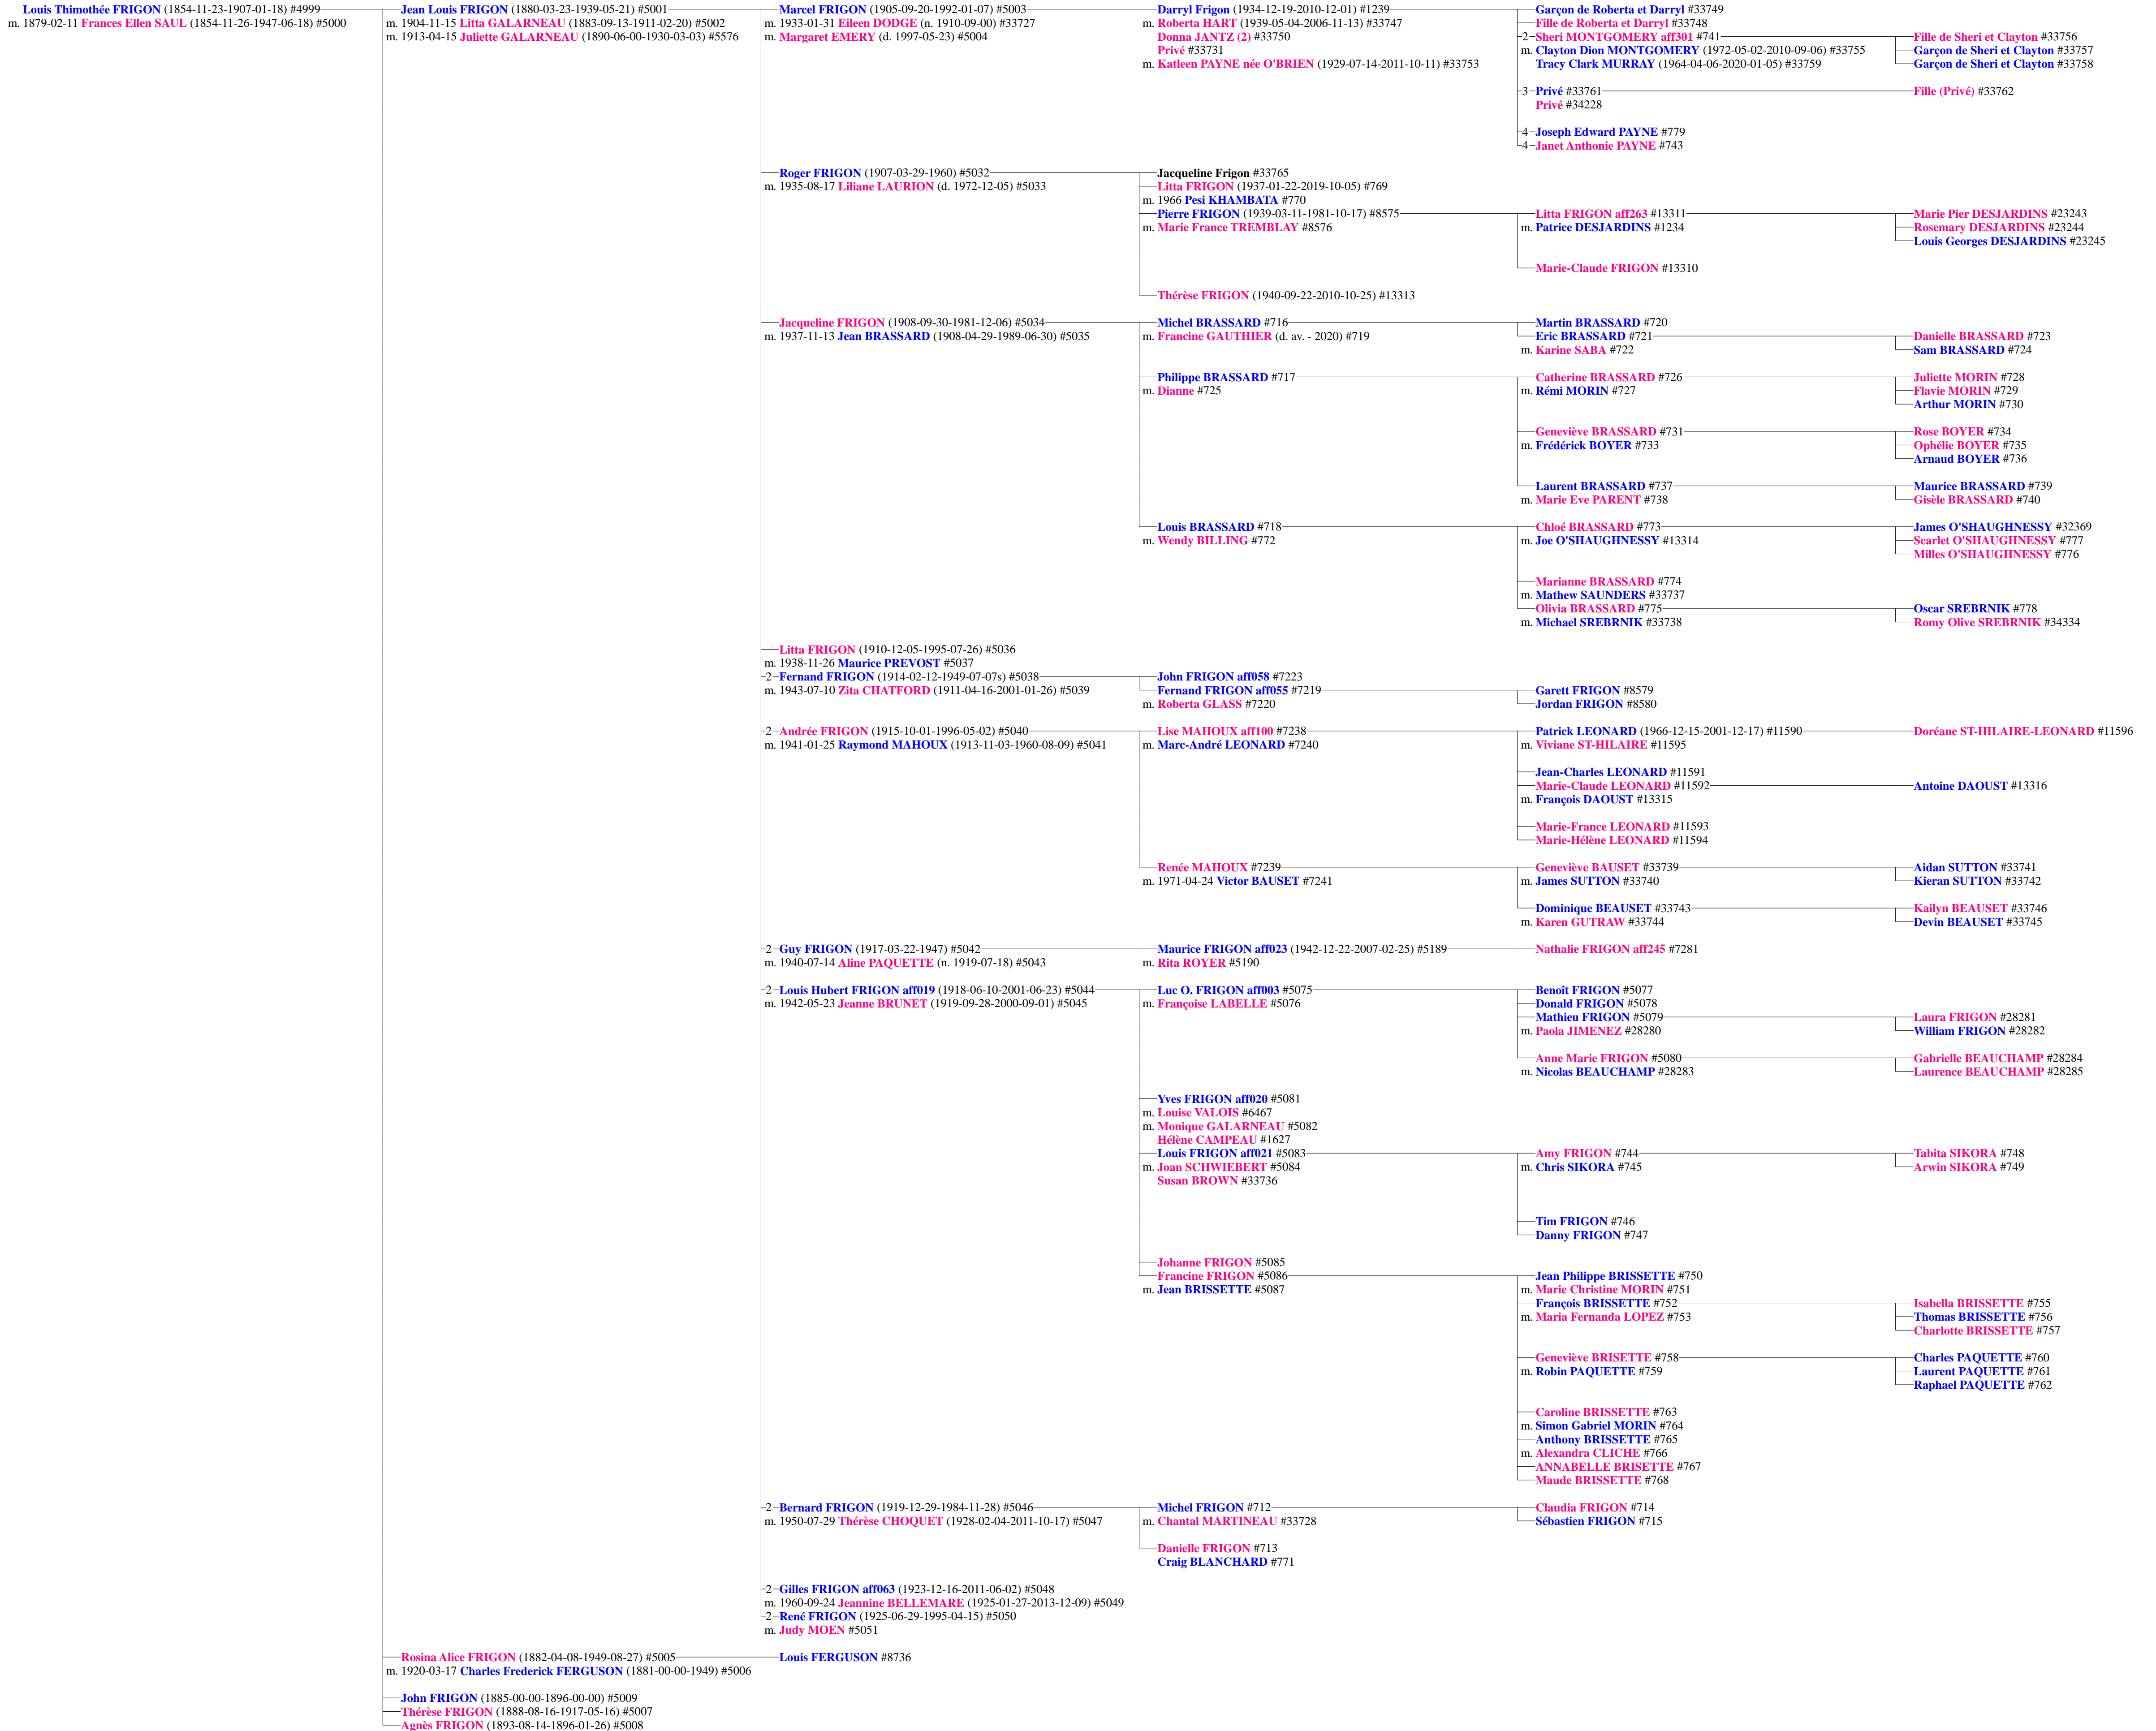 Louis Thimothée FRIGON (1854-11-23-1907-01-18) #4999 Jean Louis FRIGON (1880-03-23-1939-05-21) #5001 Marcel FRIGON (1905-09-20-1992-01-07) #5003 Darryl Frigon (1934-12-19-2010-12-01) #1239 Garçon de Roberta et Darryl #33749
m. 1879-02-11 Frances Ellen SAUL (1854-11-26-1947-06-18) #5000 m. 1904-11-15 Litta GALARNEAU (1883-09-13-1911-02-20) #5002 m. 1933-01-31 Eileen DODGE (n. 1910-09-00) #33727 m. Roberta HART (1939-05-04-2006-11-13) #33747 Fille de Roberta et Darryl #33748
m. 1913-04-15 Juliette GALARNEAU (1890-06-00-1930-03-03) #5576 m. Margaret EMERY (d. 1997-05-23) #5004 Donna JANTZ (2) #33750 2 Sheri MONTGOMERY aff301 #741 Fille de Sheri et Clayton #33756
Privé #33731 m. Clayton Dion MONTGOMERY (1972-05-02-2010-09-06) #33755 Garçon de Sheri et Clayton #33757
m. Katleen PAYNE née O'BRIEN (1929-07-14-2011-10-11) #33753 Tracy Clark MURRAY (1964-04-06-2020-01-05) #33759 Garçon de Sheri et Clayton #33758
3 Privé #33761 Fille (Privé) #33762
Privé #34228
4 Joseph Edward PAYNE #779
4 Janet Anthonie PAYNE #743
Roger FRIGON (1907-03-29-1960) #5032 Jacqueline Frigon #33765
m. 1935-08-17 Liliane LAURION (d. 1972-12-05) #5033 Litta FRIGON (1937-01-22-2019-10-05) #769
m. 1966 Pesi KHAMBATA #770
Pierre FRIGON (1939-03-11-1981-10-17) #8575 Litta FRIGON aff263 #13311 Marie Pier DESJARDINS #23243
m. Marie France TREMBLAY #8576 m. Patrice DESJARDINS #1234 Rosemary DESJARDINS #23244
Louis Georges DESJARDINS #23245
Marie-Claude FRIGON #13310
Thérèse FRIGON (1940-09-22-2010-10-25) #13313
Jacqueline FRIGON (1908-09-30-1981-12-06) #5034 Michel BRASSARD #716 Martin BRASSARD #720
m. 1937-11-13 Jean BRASSARD (1908-04-29-1989-06-30) #5035 m. Francine GAUTHIER (d. av. - 2020) #719 Eric BRASSARD #721 Danielle BRASSARD #723
m. Karine SABA #722 Sam BRASSARD #724
Philippe BRASSARD #717 Catherine BRASSARD #726 Juliette MORIN #728
m. Dianne #725 m. Rémi MORIN #727 Flavie MORIN #729
Arthur MORIN #730
Geneviève BRASSARD #731 Rose BOYER #734
m. Frédérick BOYER #733 Ophélie BOYER #735
Arnaud BOYER #736
Laurent BRASSARD #737 Maurice BRASSARD #739
m. Marie Eve PARENT #738 Gisèle BRASSARD #740
Louis BRASSARD #718 Chloé BRASSARD #773 James O'SHAUGHNESSY #32369
m. Wendy BILLING #772 m. Joe O'SHAUGHNESSY #13314 Scarlet O'SHAUGHNESSY #777
Milles O'SHAUGHNESSY #776
Marianne BRASSARD #774
m. Mathew SAUNDERS #33737
Olivia BRASSARD #775 Oscar SREBRNIK #778
m. Michael SREBRNIK #33738 Romy Olive SREBRNIK #34334
Litta FRIGON (1910-12-05-1995-07-26) #5036
m. 1938-11-26 Maurice PREVOST #5037
2 Fernand FRIGON (1914-02-12-1949-07-07s) #5038 John FRIGON aff058 #7223
m. 1943-07-10 Zita CHATFORD (1911-04-16-2001-01-26) #5039 Fernand FRIGON aff055 #7219 Garett FRIGON #8579
m. Roberta GLASS #7220 Jordan FRIGON #8580
2 Andrée FRIGON (1915-10-01-1996-05-02) #5040 Lise MAHOUX aff100 #7238 Patrick LEONARD (1966-12-15-2001-12-17) #11590 Doréane ST-HILAIRE-LEONARD #11596
m. 1941-01-25 Raymond MAHOUX (1913-11-03-1960-08-09) #5041 m. Marc-André LEONARD #7240 m. Viviane ST-HILAIRE #11595
Jean-Charles LEONARD #11591
Marie-Claude LEONARD #11592 Antoine DAOUST #13316
m. François DAOUST #13315
Marie-France LEONARD #11593
Marie-Hélène LEONARD #11594
Renée MAHOUX #7239 Geneviève BAUSET #33739 Aidan SUTTON #33741
m. 1971-04-24 Victor BAUSET #7241 m. James SUTTON #33740 Kieran SUTTON #33742
Dominique BEAUSET #33743 Kailyn BEAUSET #33746
m. Karen GUTRAW #33744 Devin BEAUSET #33745
2 Guy FRIGON (1917-03-22-1947) #5042 Maurice FRIGON aff023 (1942-12-22-2007-02-25) #5189 Nathalie FRIGON aff245 #7281
m. 1940-07-14 Aline PAQUETTE (n. 1919-07-18) #5043 m. Rita ROYER #5190
2 Louis Hubert FRIGON aff019 (1918-06-10-2001-06-23) #5044 Luc O. FRIGON aff003 #5075 Benoît FRIGON #5077
m. 1942-05-23 Jeanne BRUNET (1919-09-28-2000-09-01) #5045 m. Françoise LABELLE #5076 Donald FRIGON #5078
Mathieu FRIGON #5079 Laura FRIGON #28281
m. Paola JIMENEZ #28280 William FRIGON #28282
Anne Marie FRIGON #5080 Gabrielle BEAUCHAMP #28284
m. Nicolas BEAUCHAMP #28283 Laurence BEAUCHAMP #28285
Yves FRIGON aff020 #5081
m. Louise VALOIS #6467
m. Monique GALARNEAU #5082
Hélène CAMPEAU #1627
Louis FRIGON aff021 #5083 Amy FRIGON #744 Tabita SIKORA #748
m. Joan SCHWIEBERT #5084 m. Chris SIKORA #745 Arwin SIKORA #749
Susan BROWN #33736
Tim FRIGON #746
Danny FRIGON #747
Johanne FRIGON #5085
Francine FRIGON #5086 Jean Philippe BRISSETTE #750
m. Jean BRISSETTE #5087 m. Marie Christine MORIN #751
François BRISSETTE #752 Isabella BRISSETTE #755
m. Maria Fernanda LOPEZ #753 Thomas BRISSETTE #756
Charlotte BRISSETTE #757
Geneviève BRISETTE #758 Charles PAQUETTE #760
m. Robin PAQUETTE #759 Laurent PAQUETTE #761
Raphael PAQUETTE #762
Caroline BRISSETTE #763
m. Simon Gabriel MORIN #764
Anthony BRISSETTE #765
m. Alexandra CLICHE #766
ANNABELLE BRISETTE #767
Maude BRISSETTE #768
2 Bernard FRIGON (1919-12-29-1984-11-28) #5046 Michel FRIGON #712 Claudia FRIGON #714
m. 1950-07-29 Thérèse CHOQUET (1928-02-04-2011-10-17) #5047 m. Chantal MARTINEAU #33728 Sébastien FRIGON #715
Danielle FRIGON #713
Craig BLANCHARD #771
2 Gilles FRIGON aff063 (1923-12-16-2011-06-02) #5048
m. 1960-09-24 Jeannine BELLEMARE (1925-01-27-2013-12-09) #5049
2 René FRIGON (1925-06-29-1995-04-15) #5050
m. Judy MOEN #5051
Rosina Alice FRIGON (1882-04-08-1949-08-27) #5005 Louis FERGUSON #8736
m. 1920-03-17 Charles Frederick FERGUSON (1881-00-00-1949) #5006
John FRIGON (1885-00-00-1896-00-00) #5009
Thérèse FRIGON (1888-08-16-1917-05-16) #5007
Agnès FRIGON (1893-08-14-1896-01-26) #5008